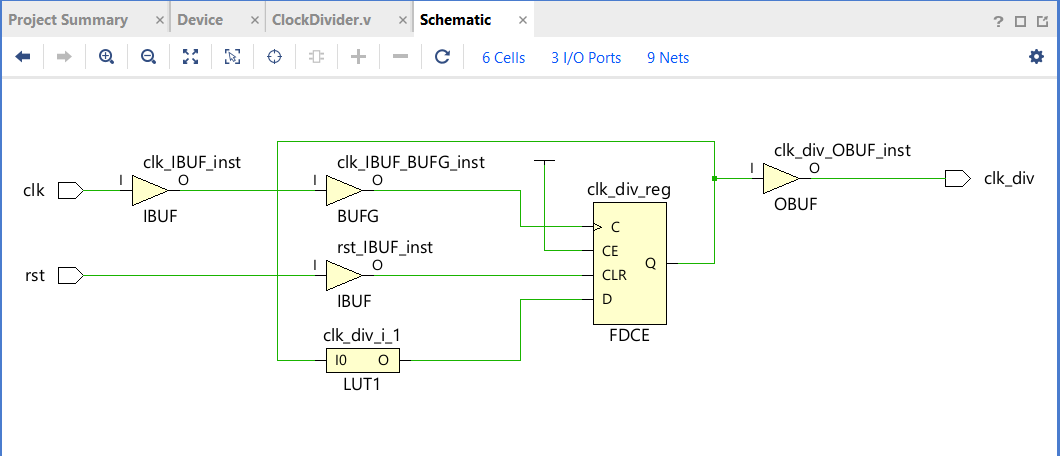 Project Summary × Device × ClockDivider.v × Schematic × ?
6 Cells 3 I/O Ports 9 Nets
clk_IBUF_inst
clk_IBUF_BUFG_inst
clk_div_OBUF_inst
clk
I O
IBUF
I O
BUFG
I O
OBUF
clk_div
clk_div_reg
C
CE
CLR
D
Q
FDCE
rst
rst_IBUF_inst
I O
IBUF
clk_div_i_1
I0 O
LUT1